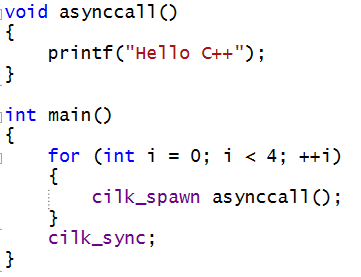 void asynccall()
{
    printf("Hello C++");
}

int main()
{
    for (int i = 0; i < 4; ++i)
    {
        cilk_spawn asynccall();
    }
    cilk_sync;
}